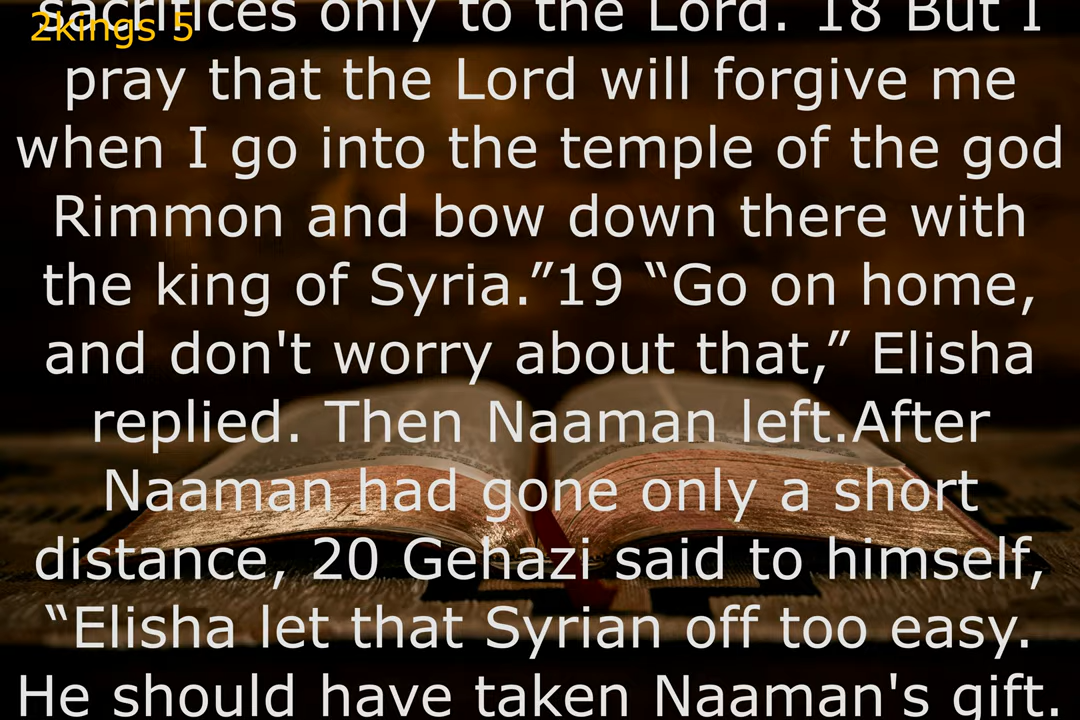 sacrifices only to the Lord. 18 But I
2kings 5
pray that the Lord will forgive me
when I go into the temple of the god
Rimmon and bow down there with
the king of Syria.”19 “Go on home,
and don't worry about that,” Elisha
replied. Then Naaman left.After
Naaman had gone only a short
distance, 20 Gehazi said to himself,
“Elisha let that Syrian off too easy.
He should have taken Naaman's gift.